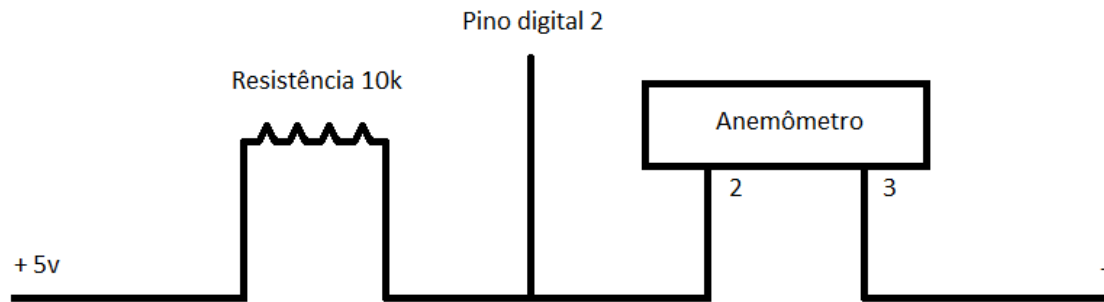 Pino digital 2
Resistência 10k
Anemômetro
2
3
+ 5v
-